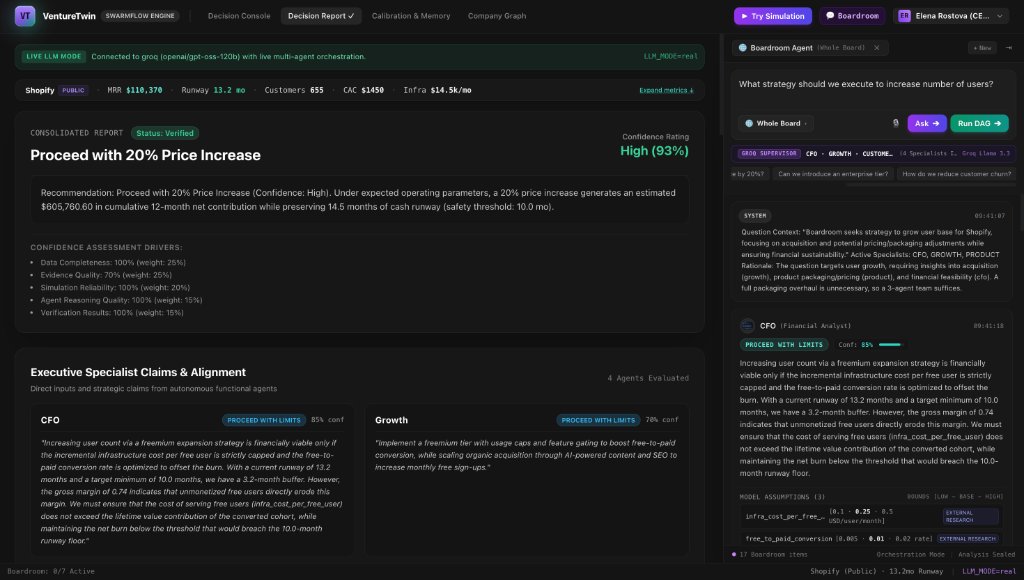 VT VentureTwin SWARMFLOW ENGINE Decision Console Decision Report ✓ Calibration & Memory Company Graph ▶ Try Simulation Boardroom ER Elena Rostova (CE...
LIVE LLM MODE Connected to groq (openai/gpt-oss-120b) with live multi-agent orchestration. LLM_MODE=real
Shopify PUBLIC · MRR $110,370 · Runway 13.2 mo · Customers 655 · CAC $1450 · Infra $14.5k/mo Expand metrics ↓
CONSOLIDATED REPORT Status: Verified
Proceed with 20% Price Increase
Confidence Rating
High (93%)
Recommendation: Proceed with 20% Price Increase (Confidence: High). Under expected operating parameters, a 20% price increase generates an estimated
$605,760.60 in cumulative 12-month net contribution while preserving 14.5 months of cash runway (safety threshold: 10.0 mo).
CONFIDENCE ASSESSMENT DRIVERS:
• Data Completeness: 100% (weight: 25%)
• Evidence Quality: 70% (weight: 25%)
• Simulation Reliability: 100% (weight: 20%)
• Agent Reasoning Quality: 100% (weight: 15%)
• Verification Results: 100% (weight: 15%)
Executive Specialist Claims & Alignment
Direct inputs and strategic claims from autonomous functional agents
4 Agents Evaluated
CFO PROCEED WITH LIMITS 85% conf
"Increasing user count via a freemium expansion strategy is financially viable only if
the incremental infrastructure cost per free user is strictly capped and the free-to-
paid conversion rate is optimized to offset the burn. With a current runway of 13.2
months and a target minimum of 10.0 months, we have a 3.2-month buffer. However,
the gross margin of 0.74 indicates that unmonetized free users directly erode this
margin. We must ensure that the cost of serving free users (infra_cost_per_free_user)
does not exceed the lifetime value contribution of the converted cohort, while
maintaining the net burn below the threshold that would breach the 10.0-month
runway floor."
Growth PROCEED WITH LIMITS 70% conf
"Implement a freemium tier with usage caps and feature gating to boost free-to-paid
conversion, while scaling organic acquisition through AI-powered content and SEO to
increase monthly free sign-ups."
Boardroom Agent (Whole Board) ✕ + New
What strategy should we execute to increase number of users?
Whole Board Ask → Run DAG →
GROQ SUPERVISOR CFO · GROWTH · CUSTOME… (4 Specialists I… Groq Llama 3.3
e by 20%? Can we introduce an enterprise tier? How do we reduce customer churn?
SYSTEM 09:41:07
Question Context: "Boardroom seeks strategy to grow user base for Shopify,
focusing on acquisition and potential pricing/packaging adjustments while
ensuring financial sustainability." Active Specialists: CFO, GROWTH, PRODUCT
Rationale: The question targets user growth, requiring insights into acquisition
(growth), product packaging/pricing (product), and financial feasibility (cfo). A
full packaging overhaul is unnecessary, so a 3-agent team suffices.
CFO (Financial Analyst) 09:41:18
PROCEED WITH LIMITS Conf: 85%
Increasing user count via a freemium expansion strategy is financially
viable only if the incremental infrastructure cost per free user is strictly
capped and the free-to-paid conversion rate is optimized to offset the
burn. With a current runway of 13.2 months and a target minimum of 10.0
months, we have a 3.2-month buffer. However, the gross margin of 0.74
indicates that unmonetized free users directly erode this margin. We must
ensure that the cost of serving free users (infra_cost_per_free_user) does
not exceed the lifetime value contribution of the converted cohort, while
maintaining the net burn below the threshold that would breach the 10.0-
month runway floor.
MODEL ASSUMPTIONS (3) BOUNDS [LOW – BASE – HIGH]
infra_cost_per_free_… [0.1 · 0.25 · 0.5 USD/user/month] EXTERNAL RESEARCH
free_to_paid_conversion [0.005 · 0.01 · 0.02 rate] EXTERNAL RESEARCH
17 Boardroom items Orchestration Mode | Analysis Sealed
Boardroom: 0/7 Active Shopify (Public) · 13.2mo Runway | LLM_MODE=real